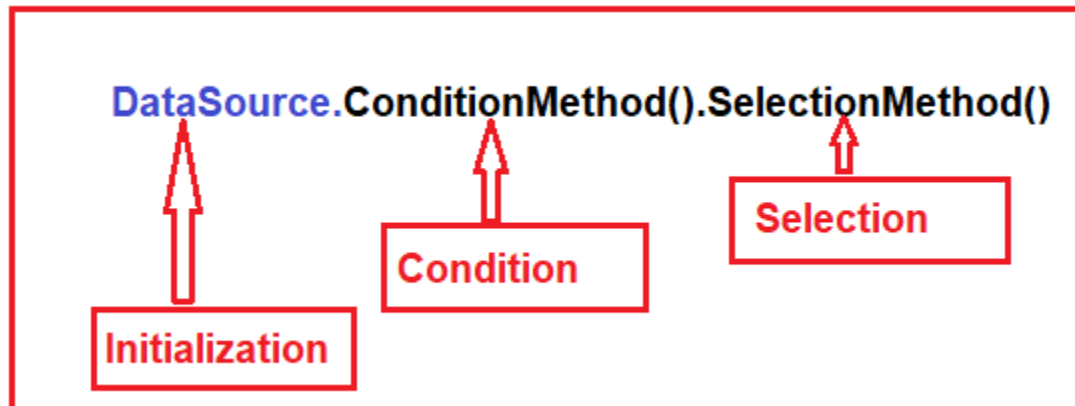 DataSource.ConditionMethod().SelectionMethod()
Selection
Condition
Initialization